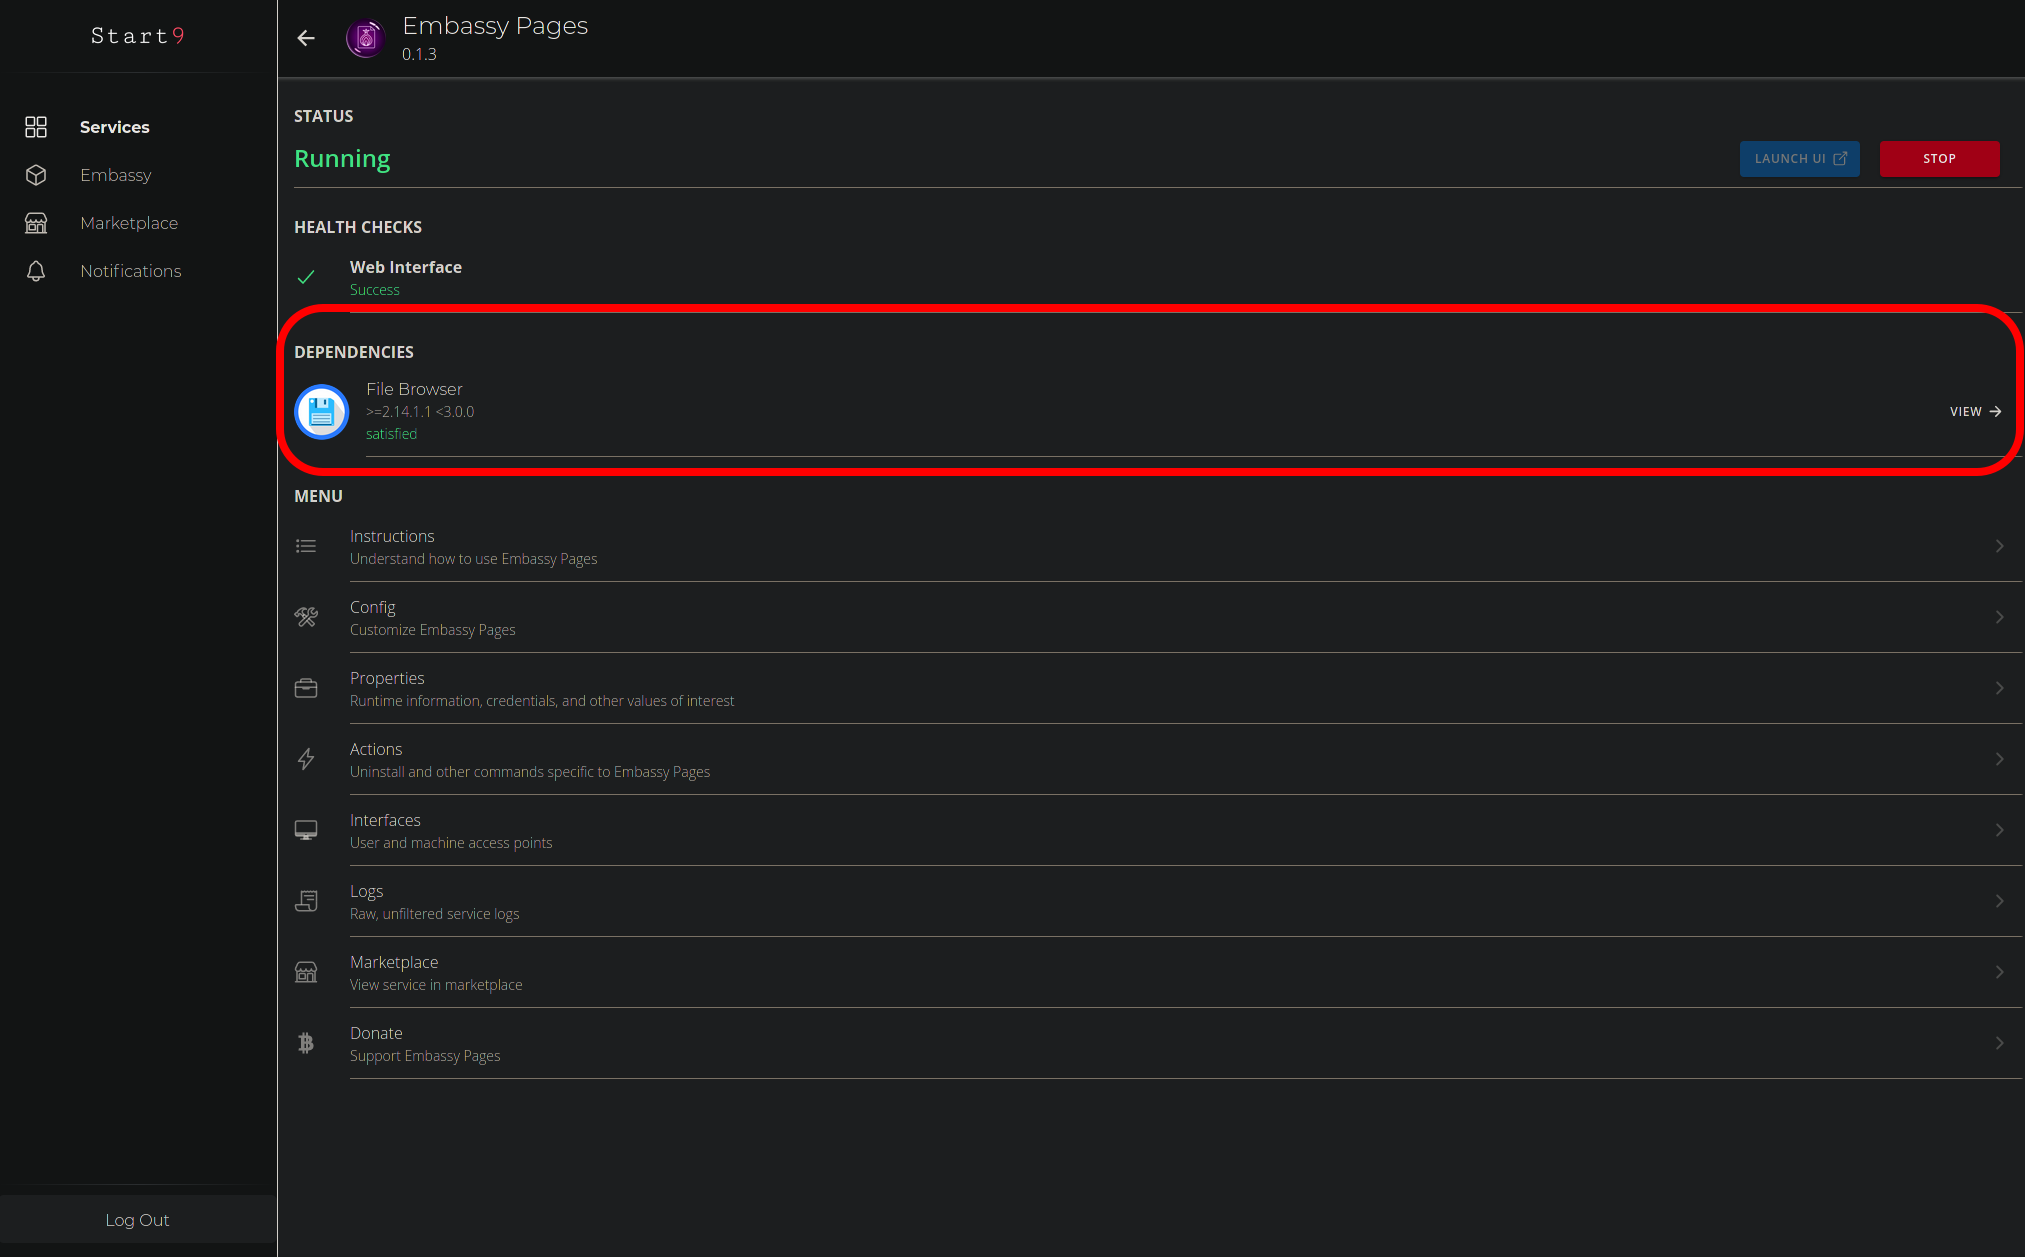 Start9
Services
Embassy
Marketplace
Notifications
Log Out
Embassy Pages
0.1.3
STATUS
Running
LAUNCH UI
STOP
HEALTH CHECKS
Web Interface
Success
DEPENDENCIES
File Browser
>=2.14.1.1 <3.0.0
satisfied
VIEW
MENU
Instructions
Understand how to use Embassy Pages
Config
Customize Embassy Pages
Properties
Runtime information, credentials, and other values of interest
Actions
Uninstall and other commands specific to Embassy Pages
Interfaces
User and machine access points
Logs
Raw, unfiltered service logs
Marketplace
View service in marketplace
Donate
Support Embassy Pages